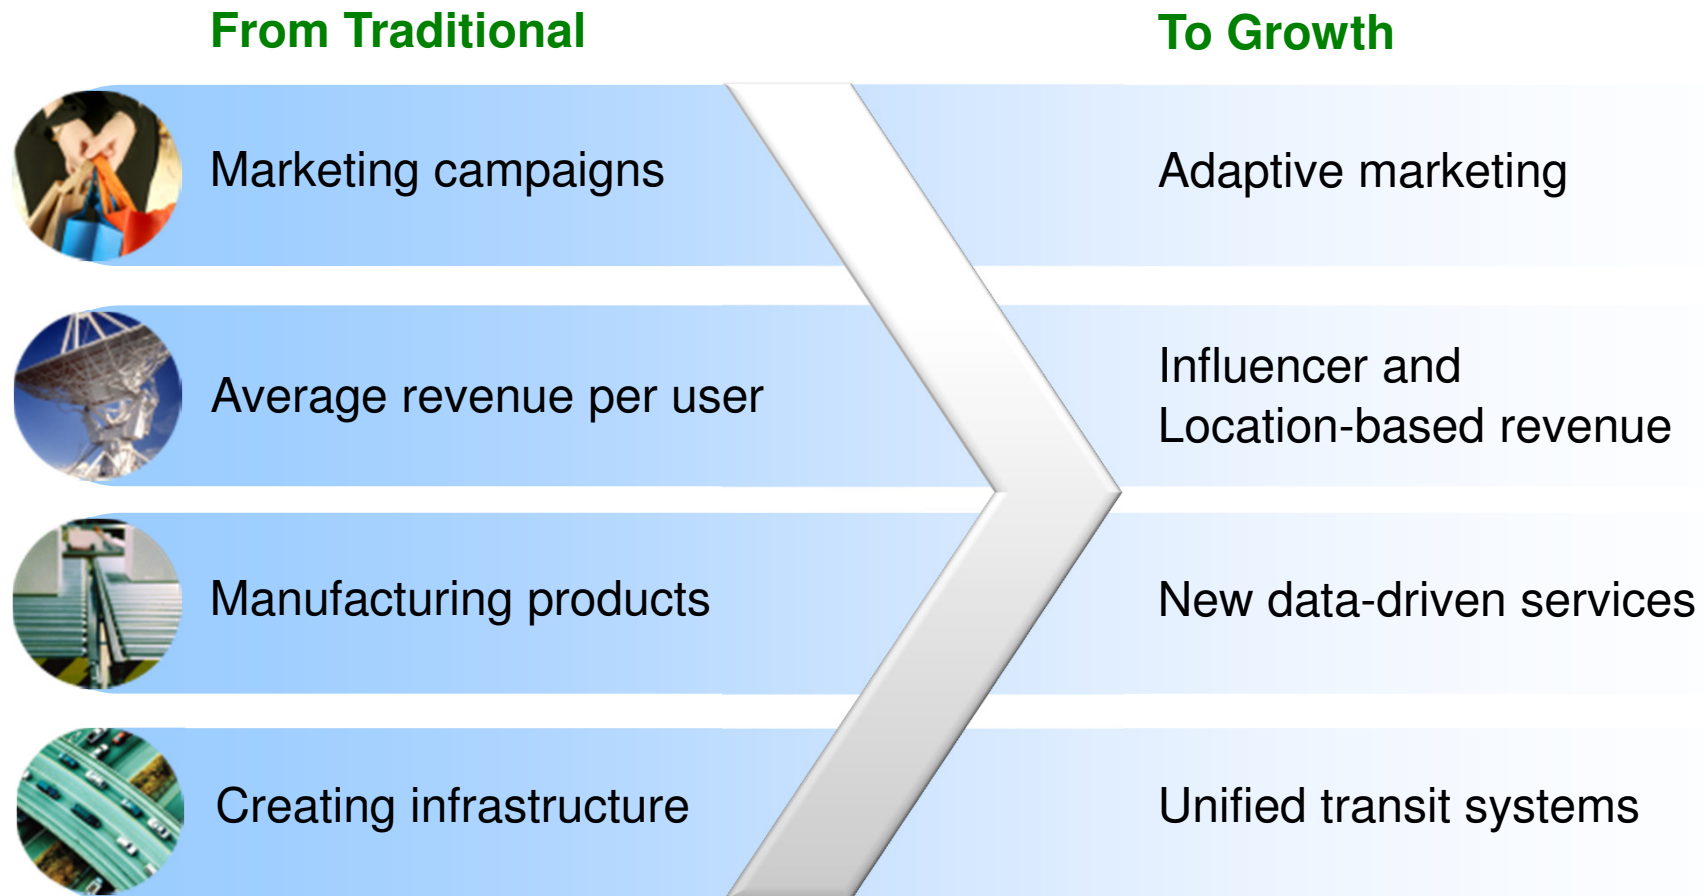 From Traditional
To Growth
Marketing campaigns
Adaptive marketing
Average revenue per user
Influencer and
Location-based revenue
Manufacturing products
New data-driven services
Creating infrastructure
Unified transit systems